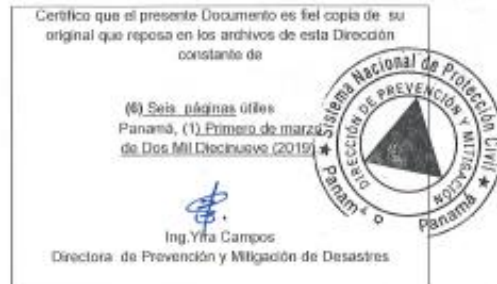 Certifico que el presente Documento es fiel copia de su
original que reposa en los archivos de esta Dirección
constante de
(6) Seis páginas útiles
Panamá, (1) Primero de marzo
de Dos Mil Diecinueve (2019)
Ing. Yira Campos
Directora de Prevención y Mitigación de Desastres
Sistema Nacional de Protección Civil
DIRECCIÓN DE PREVENCIÓN Y MITIGACIÓN
Panamá
Panamá